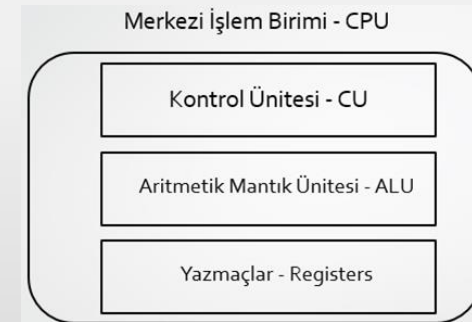 Merkezi İşlem Birimi - CPU
Kontrol Ünitesi - CU
Aritmetik Mantık Ünitesi - ALU
Yazmaçlar - Registers